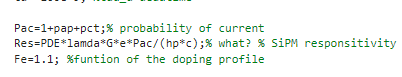 Pac=1+pap+pct;% probability of current
Res=PDE*lamda*G*e*Pac/(hp*c);% what? % SiPM responsitivity
Fe=1.1; %funtion of the doping profile